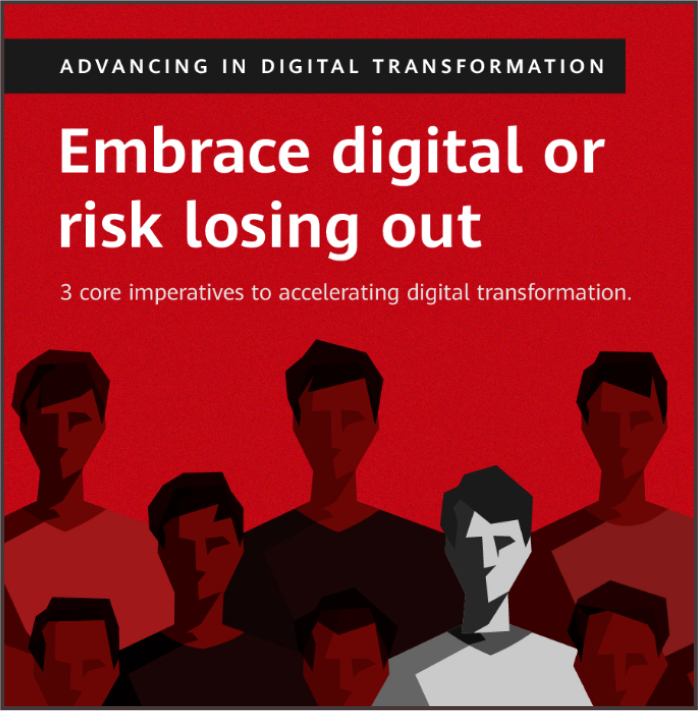 ADVANCING IN DIGITAL TRANSFORMATION
Embrace digital or
risk losing out
3 core imperatives to accelerating digital transformation.